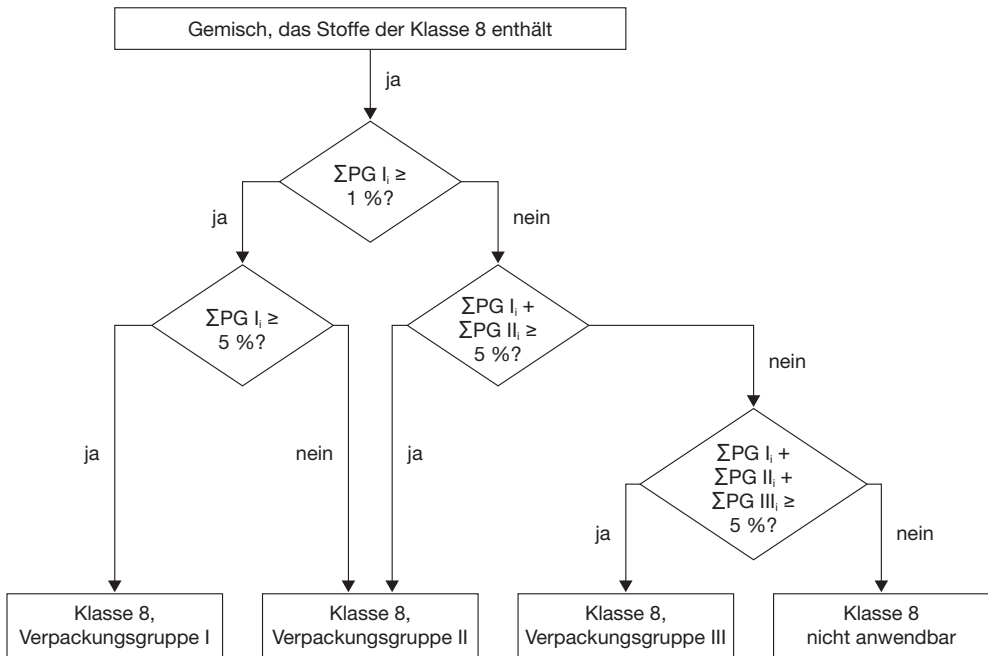 Gemisch, das Stoffe der Klasse 8 enthält
ja
∑PG Iᵢ ≥
1 %?
ja
nein
∑PG Iᵢ ≥
5 %?
∑PG Iᵢ +
∑PG IIᵢ ≥
5 %?
nein
ja
nein
ja
∑PG Iᵢ +
∑PG IIᵢ +
∑PG IIIᵢ ≥
5 %?
ja
nein
Klasse 8,
Verpackungsgruppe I
Klasse 8,
Verpackungsgruppe II
Klasse 8,
Verpackungsgruppe III
Klasse 8
nicht anwendbar